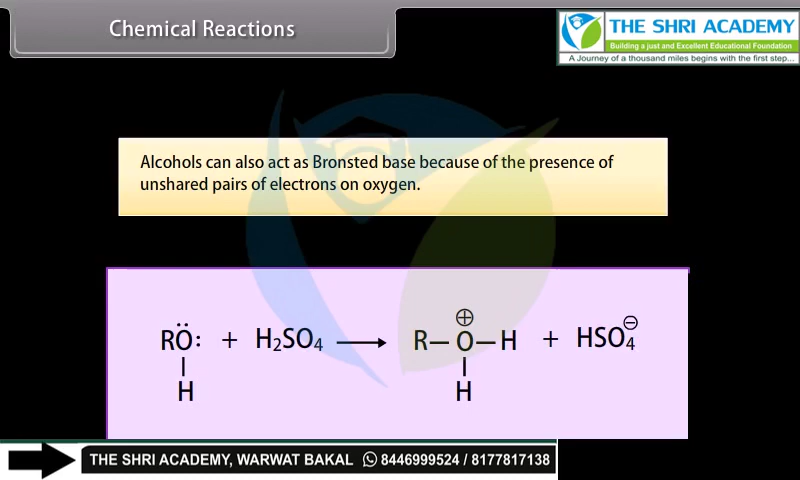 Chemical Reactions
THE SHRI ACADEMY
Building a just and Excellent Educational Foundation
A Journey of a thousand miles begins with the first step...
Alcohols can also act as Bronsted base because of the presence of
unshared pairs of electrons on oxygen.
⊕ ⊖
RÖ: + H₂SO₄ ⟶ R—O—H + HSO₄
| |
H H
THE SHRI ACADEMY, WARWAT BAKAL 8446999524 / 8177817138